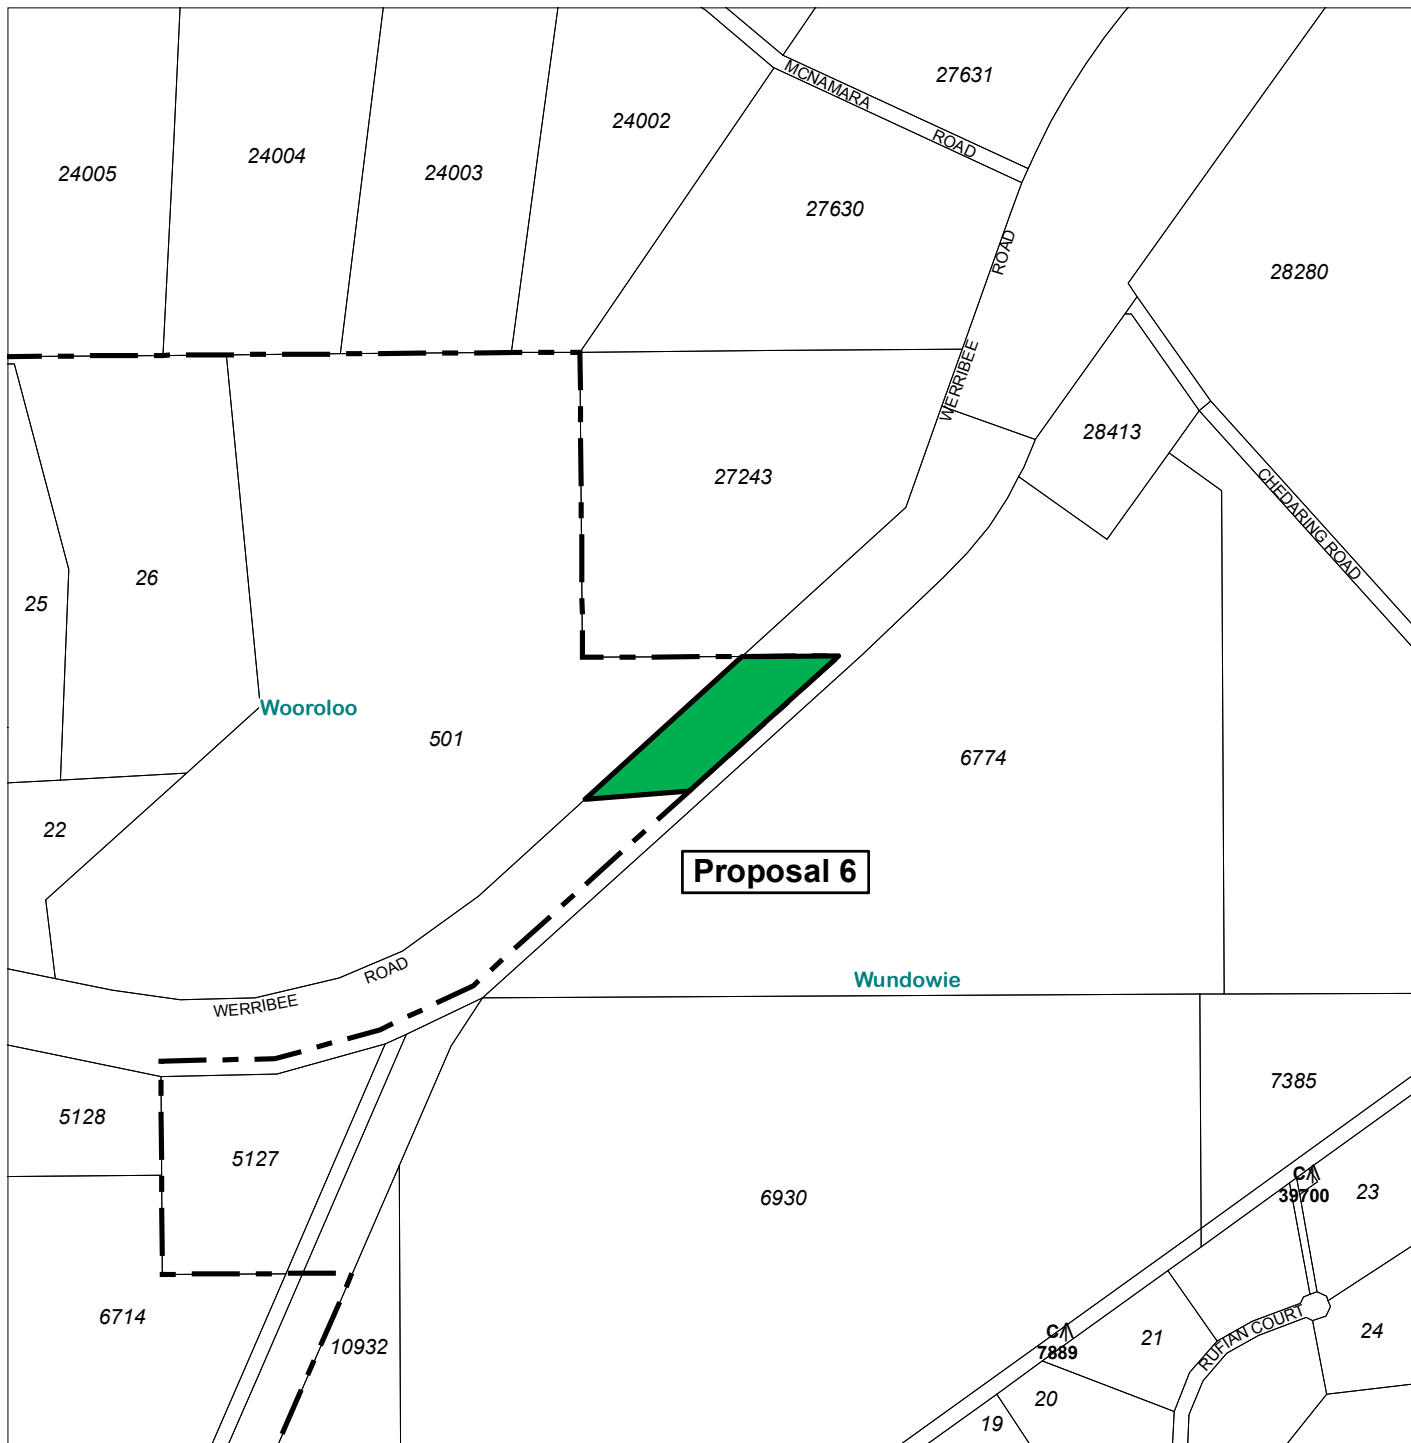 27631
MCNAMARA
ROAD
24002
24004
24005
24003
27630
ROAD
28280
WERRIBEE
28413
27243
CHEDARING ROAD
26
25
Wooroloo
501
6774
22
Proposal 6
ROAD
Wundowie
WERRIBEE
7385
5128
5127
C/\
39700
23
6930
6714
10932
RUFIAN COURT
C/\
7889
21
24
20
19